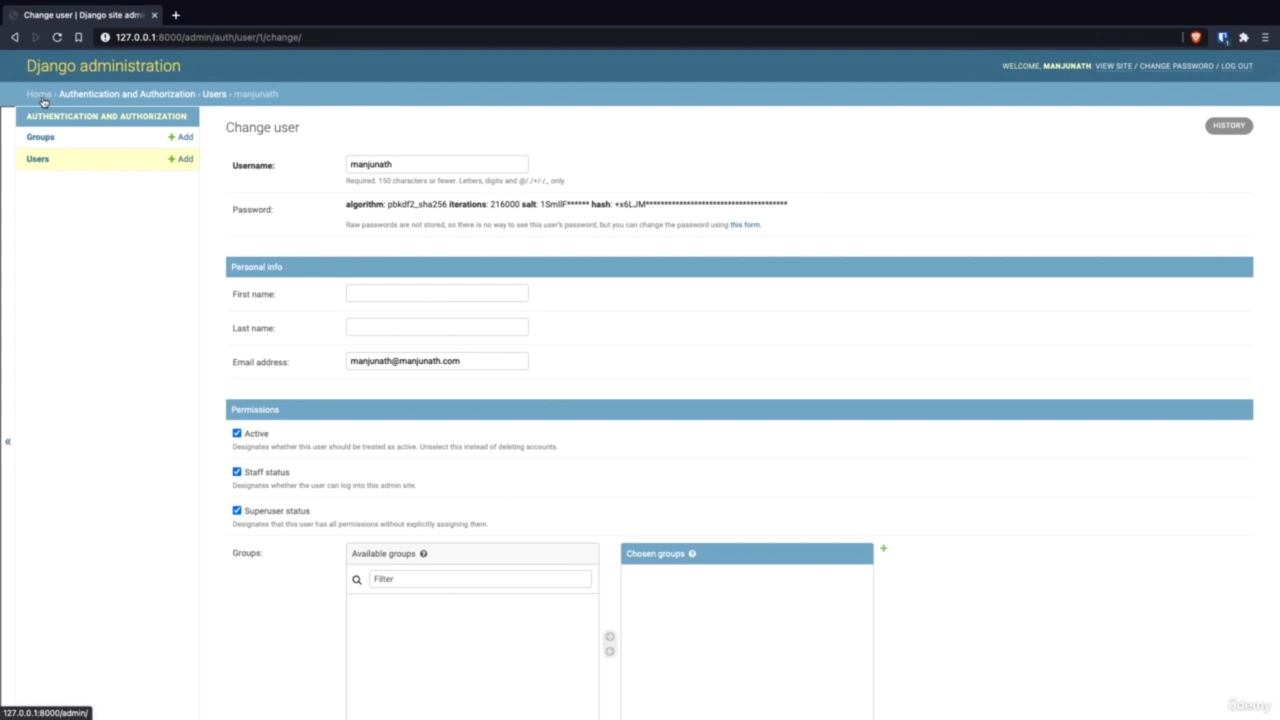 Change user | Django site admi
127.0.0.1:8000/admin/auth/user/1/change/
Django administration
WELCOME, MANJUNATH VIEW SITE / CHANGE PASSWORD / LOG OUT
Home › Authentication and Authorization › Users › manjunath
AUTHENTICATION AND AUTHORIZATION
Groups + Add
Users + Add
Change user
HISTORY
Username: manjunath
Required. 150 characters or fewer. Letters, digits and @/./+/-/_ only.
Password: algorithm: pbkdf2_sha256 iterations: 216000 salt: 1SmIIF****** hash: +x6LJM**************************************
Raw passwords are not stored, so there is no way to see this user's password, but you can change the password using this form.
Personal info
First name:
Last name:
Email address: manjunath@manjunath.com
Permissions
Active
Designates whether this user should be treated as active. Unselect this instead of deleting accounts.
Staff status
Designates whether the user can log into this admin site.
Superuser status
Designates that this user has all permissions without explicitly assigning them.
Groups:
Available groups
Chosen groups
Filter
«
127.0.0.1:8000/admin/
ûdemy